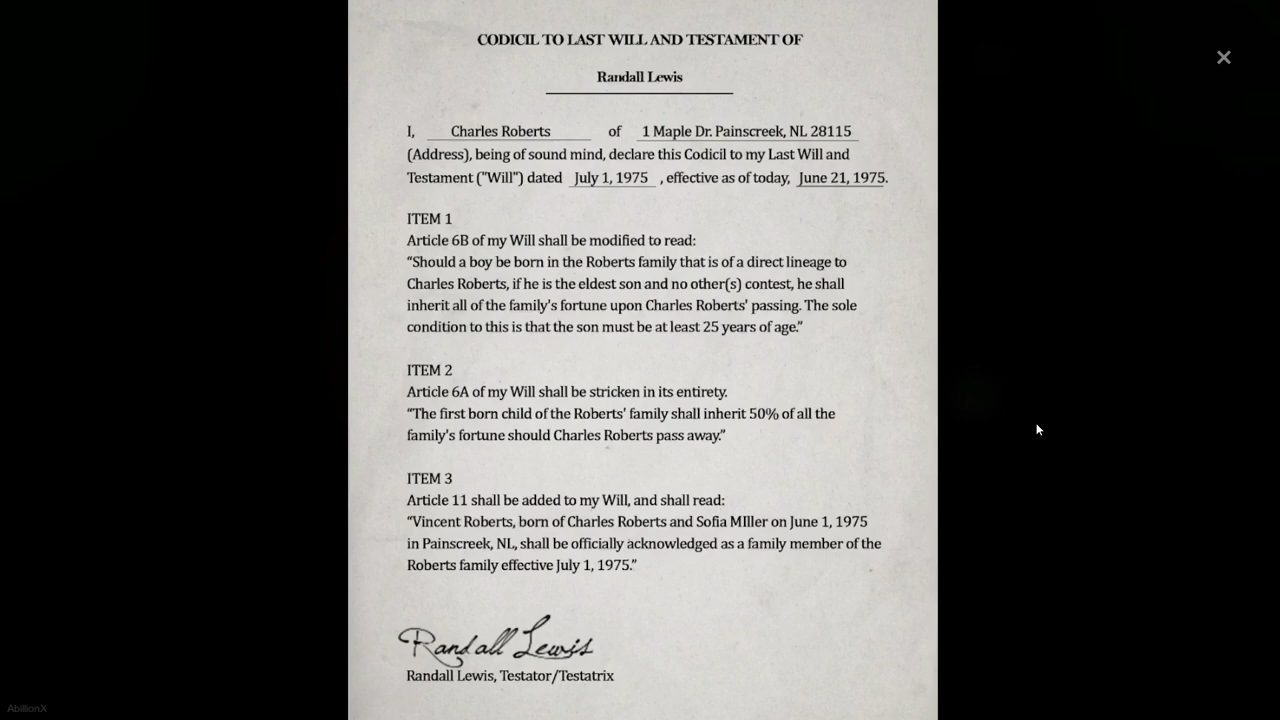 CODICIL TO LAST WILL AND TESTAMENT OF
Randall Lewis
I, Charles Roberts of 1 Maple Dr. Painscreek, NL 28115
(Address), being of sound mind, declare this Codicil to my Last Will and
Testament ("Will") dated July 1, 1975 , effective as of today, June 21, 1975.
ITEM 1
Article 6B of my Will shall be modified to read:
“Should a boy be born in the Roberts family that is of a direct lineage to
Charles Roberts, if he is the eldest son and no other(s) contest, he shall
inherit all of the family's fortune upon Charles Roberts' passing. The sole
condition to this is that the son must be at least 25 years of age.”
ITEM 2
Article 6A of my Will shall be stricken in its entirety.
“The first born child of the Roberts' family shall inherit 50% of all the
family's fortune should Charles Roberts pass away.”
ITEM 3
Article 11 shall be added to my Will, and shall read:
“Vincent Roberts, born of Charles Roberts and Sofia MIller on June 1, 1975
in Painscreek, NL, shall be officially acknowledged as a family member of the
Roberts family effective July 1, 1975.”
Randall Lewis
Randall Lewis, Testator/Testatrix
AbillionX